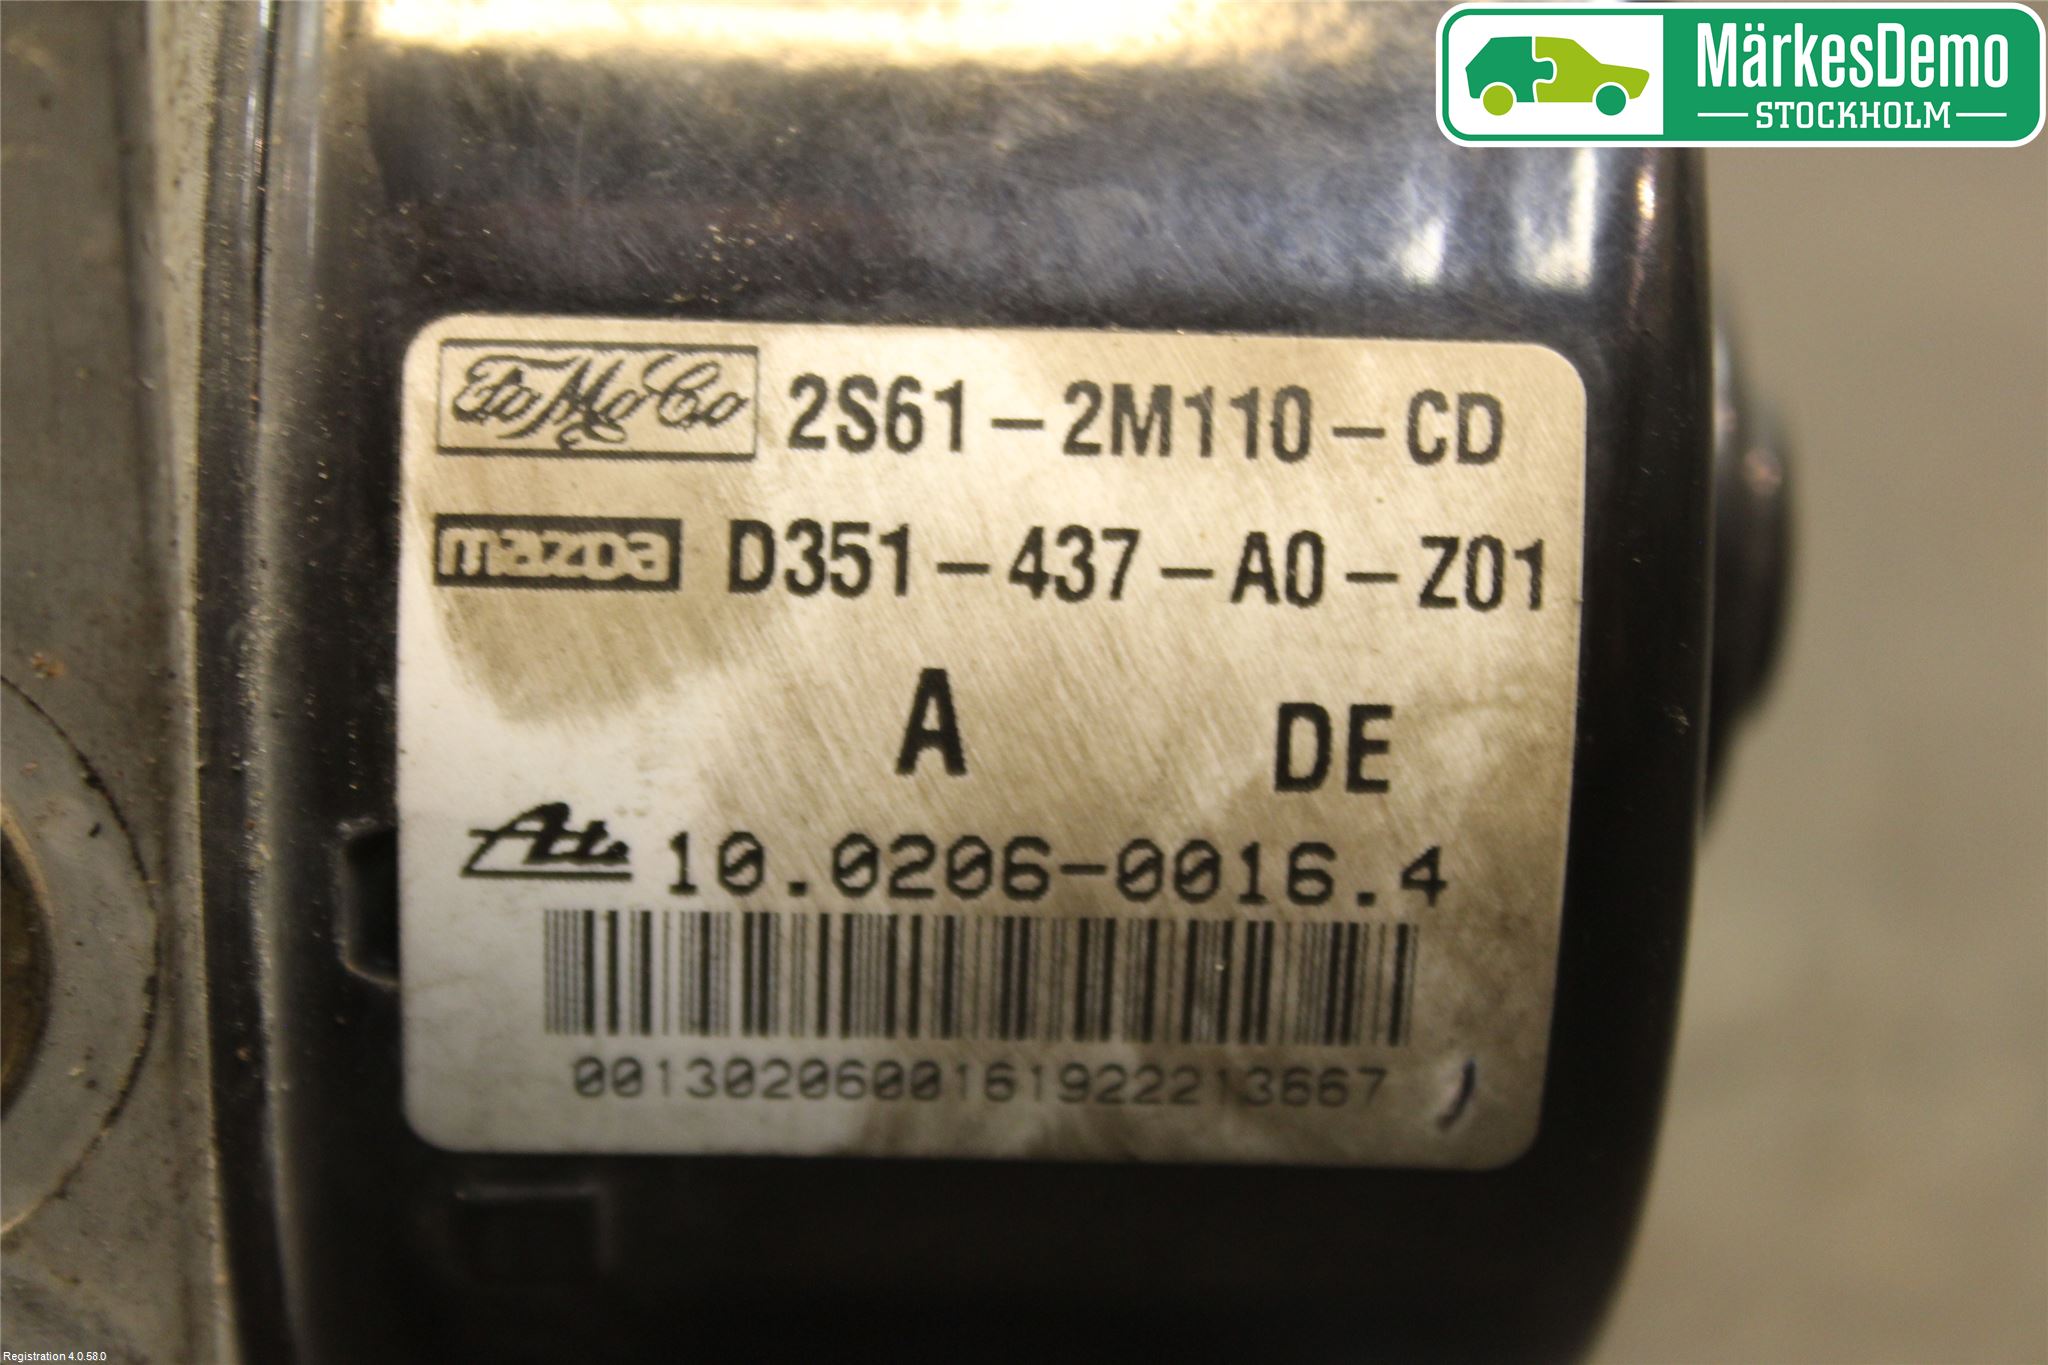 MärkesDemo
STOCKHOLM
FoMoCo 2S61-2M110-CD
mazda D351-437-A0-Z01
A DE
Ate 10.0206-0016.4
0013020600161922213667
Registration 4.0.58.0